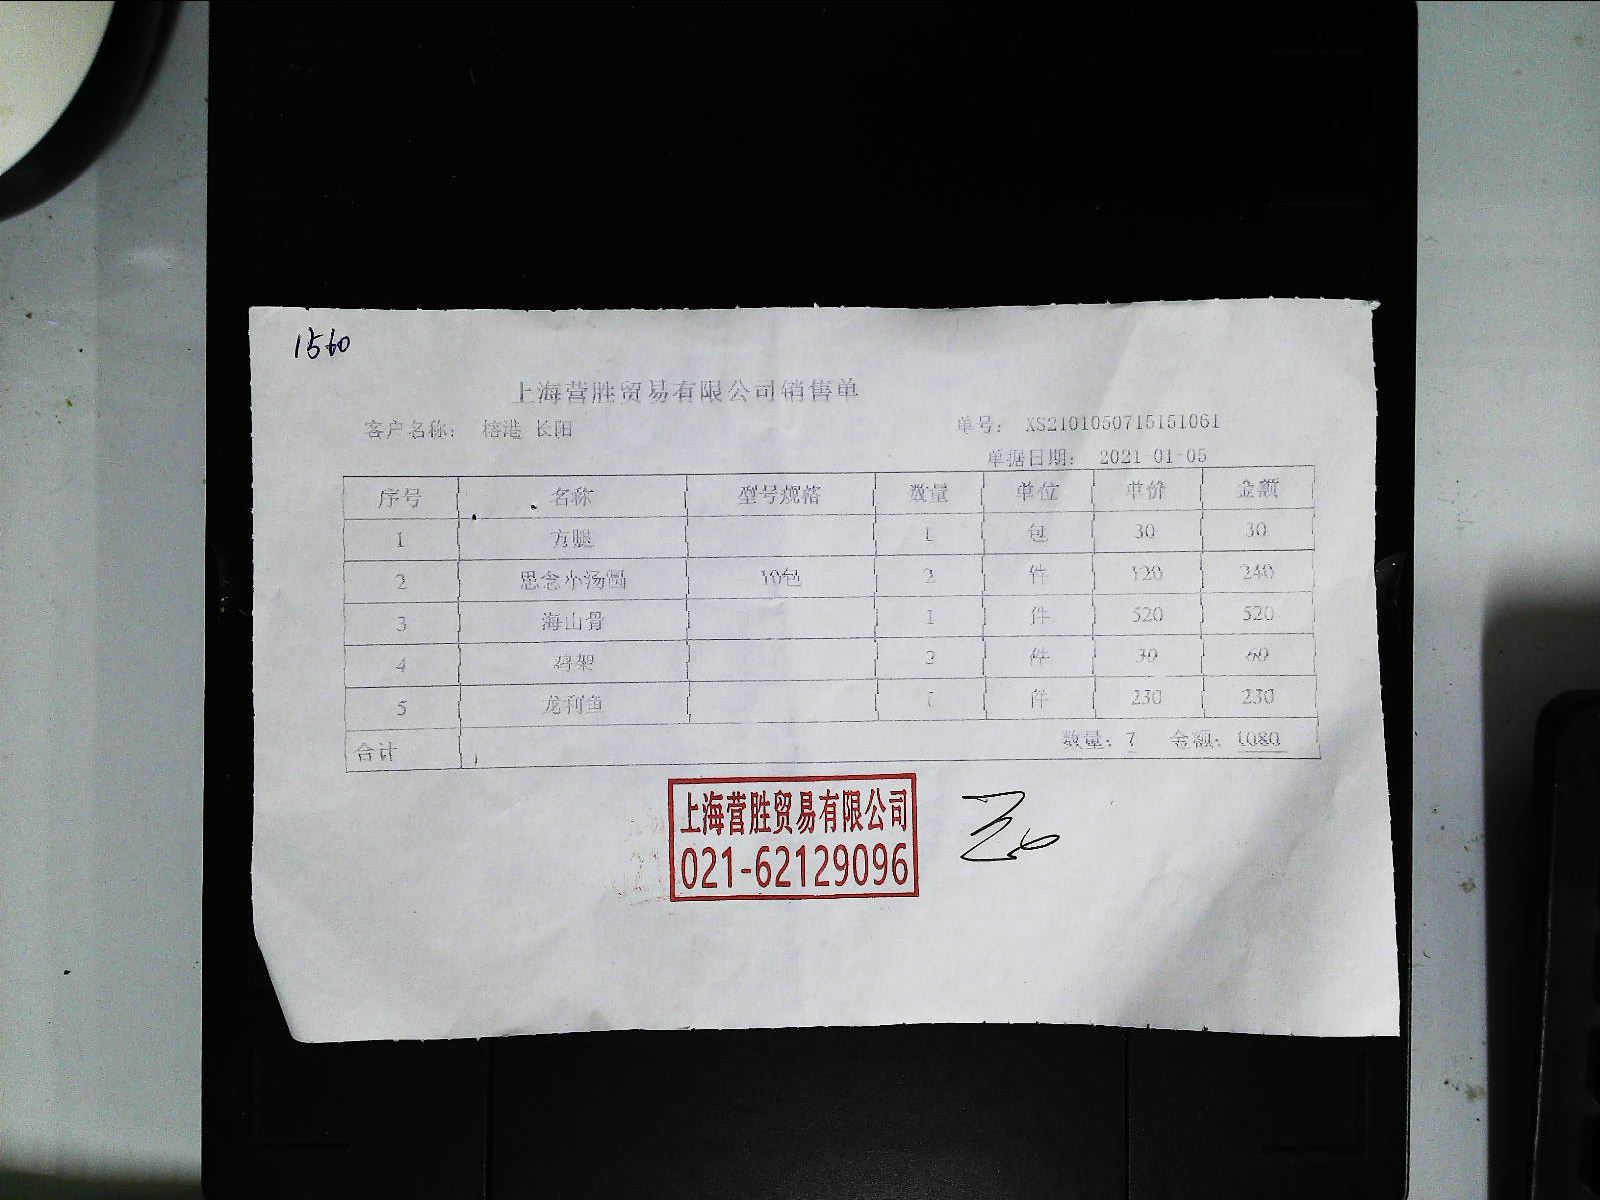 1560
上海营胜贸易有限公司销售单
客户名称： 榕港 长阳 单号： XS2101050715151061
单据日期： 2021-01-05
序号 名称 型号规格 数量 单位 单价 金额
1 方腿 1 包 30 30
2 思念小汤圆 10包 2 件 120 240
3 海山骨 1 件 520 520
4 鸡架 2 件 30 60
5 龙利鱼 1 件 230 230
合计 数量：7 金额：1080
上海营胜贸易有限公司
021-62129096